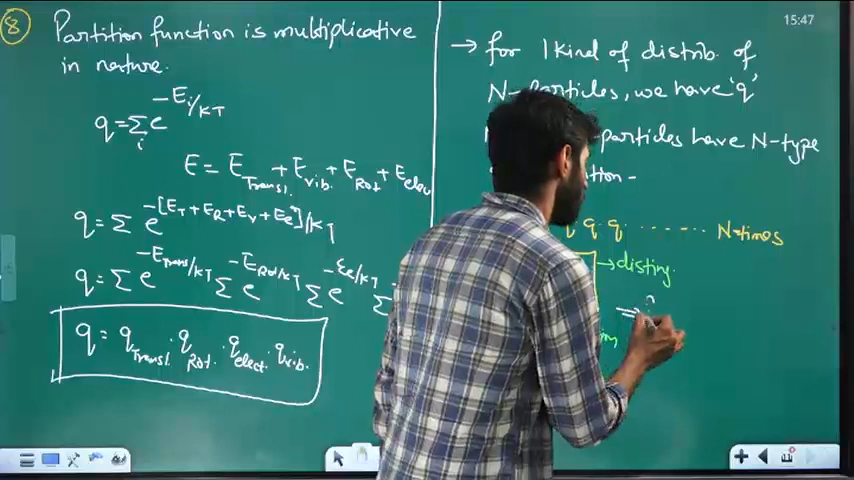 8
Partition function is multiplicative
in nature.
q = Σ_i e^{-E_i/KT}
E = E_Transl. + E_vib. + E_Rot + E_elec
q = Σ e^{-[E_T + E_R + E_V + E_e]/KT}
q = Σ e^{-E_Trans/KT} Σ e^{-E_Rot/KT} Σ e^{-E_e/KT} Σ
q = q_Transl. · q_Rot. · q_elect. · q_vib.
15:47
→ for 1 kind of distrib. of
N-Particles, we have 'q'
particles have N-type
q q q ....... N-times
→ disting.
⇒